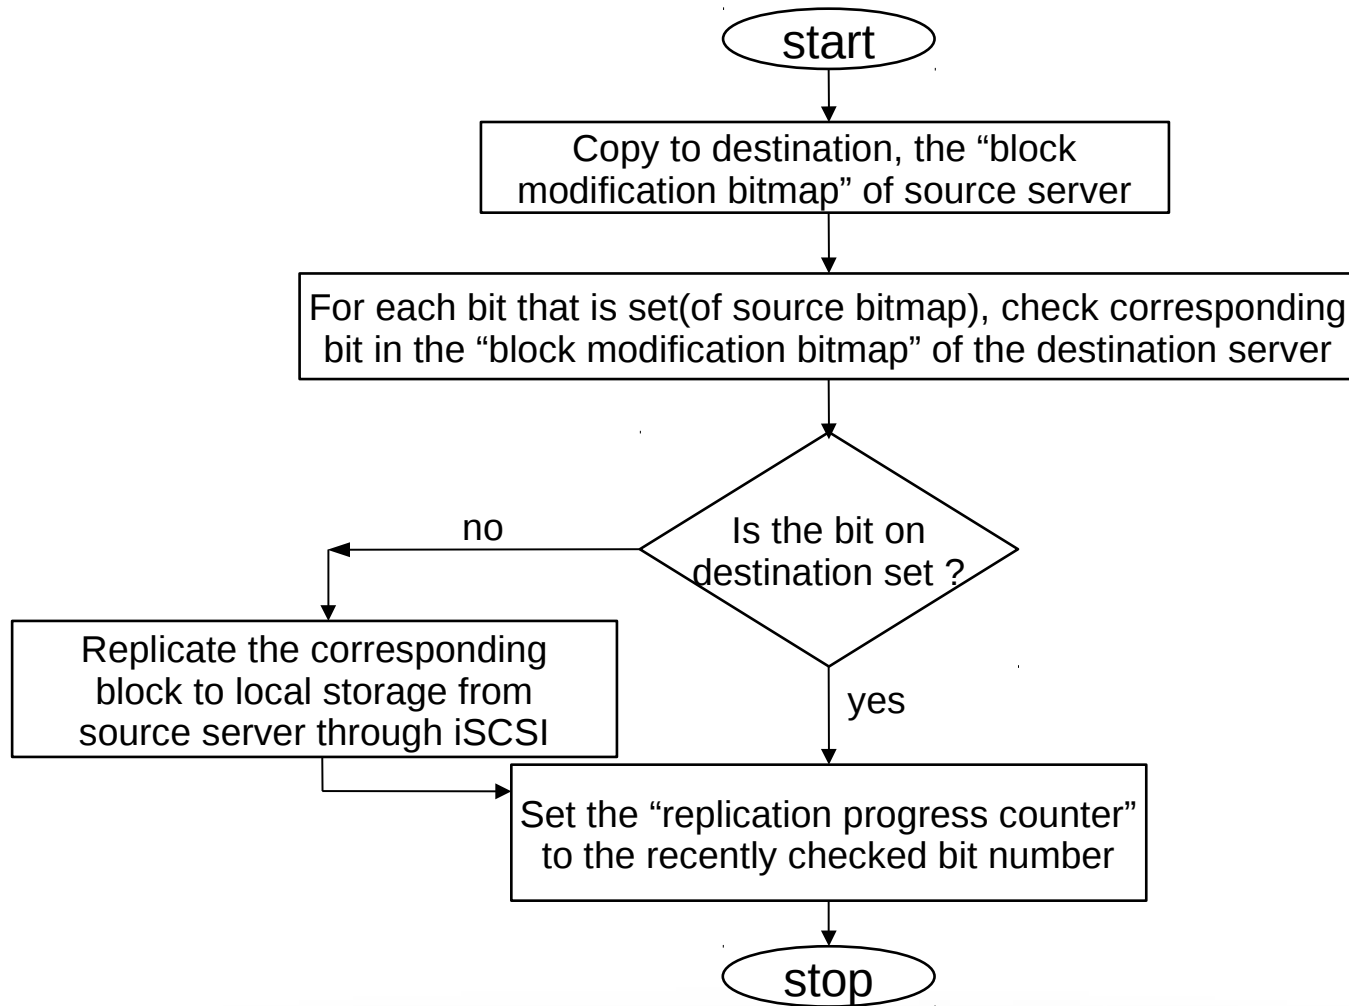 start
Copy to destination, the “block
modification bitmap” of source server
For each bit that is set(of source bitmap), check corresponding
bit in the “block modification bitmap” of the destination server
Is the bit on
destination set ?
no
Replicate the corresponding
block to local storage from
source server through iSCSI
yes
Set the “replication progress counter”
to the recently checked bit number
stop